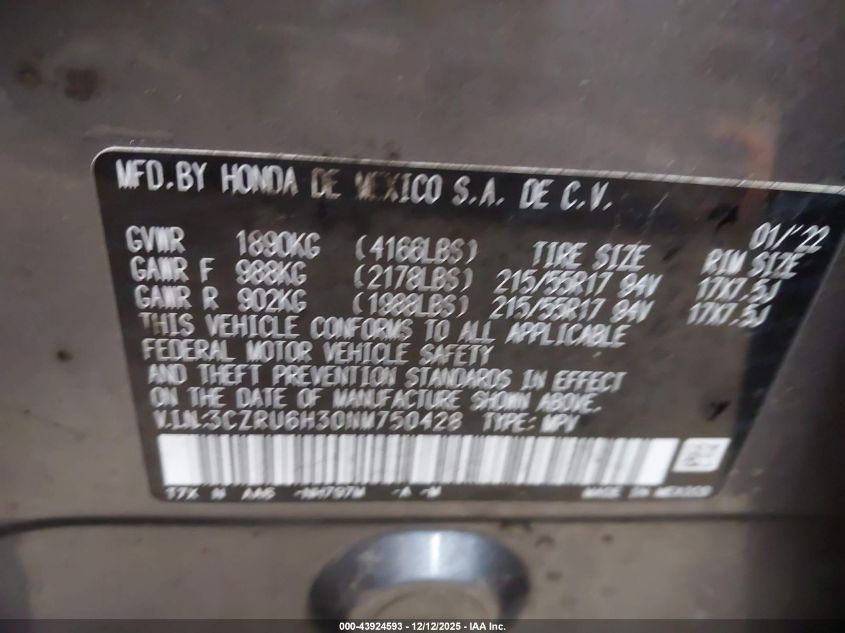 MFD.BY HONDA DE MEXICO S.A. DE C.V.
01/'22
GVWR 1890KG (4166LBS) TIRE SIZE RIM SIZE
GAWR F 988KG (2178LBS) 215/55R17 94V 17X7.5J
GAWR R 902KG (1988LBS) 215/55R17 94V 17X7.5J
THIS VEHICLE CONFORMS TO ALL APPLICABLE
FEDERAL MOTOR VEHICLE SAFETY
AND THEFT PREVENTION STANDARDS IN EFFECT
ON THE DATE OF MANUFACTURE SHOWN ABOVE.
V.I.N.:3CZRU6H30NM750428 TYPE: MPV
T7X N AA6 -NH797M -A -M MADE IN MEXICO
000-43924593 - 12/12/2025 - IAA Inc.